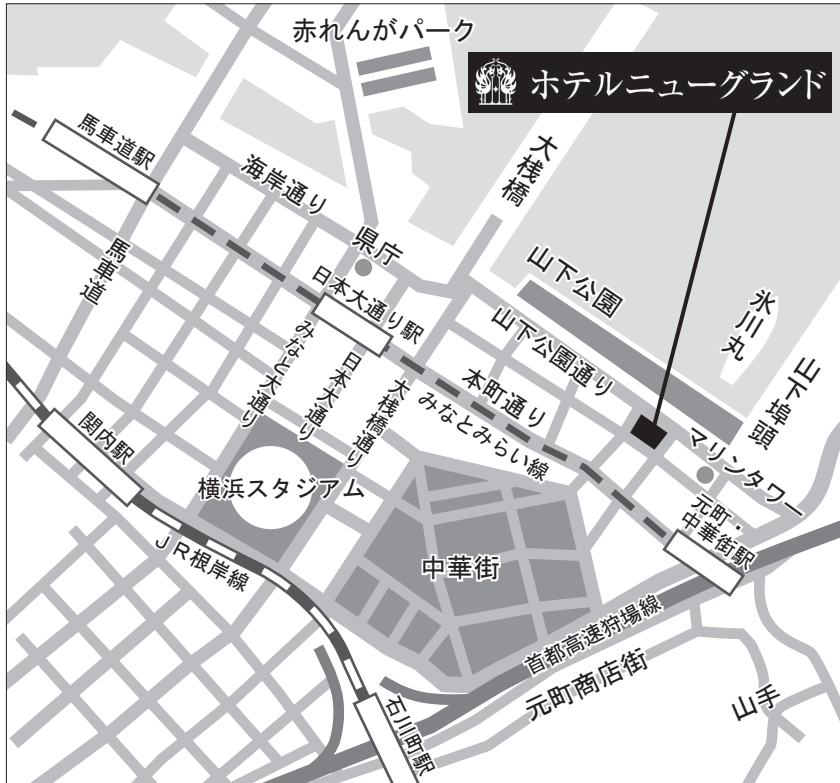 赤れんがパーク
ホテルニューグランド
馬車道駅
海岸通り
大桟橋
県庁
馬車道
日本大通り駅
山下公園
氷川丸
山下公園通り
山下埠頭
みなと大通り
日本大通り
大桟橋通り
本町通り
みなとみらい線
関内駅
マリンタワー
横浜スタジアム
元町・
中華街駅
JR根岸線
中華街
首都高速狩場線
元町商店街
山手
石川町駅